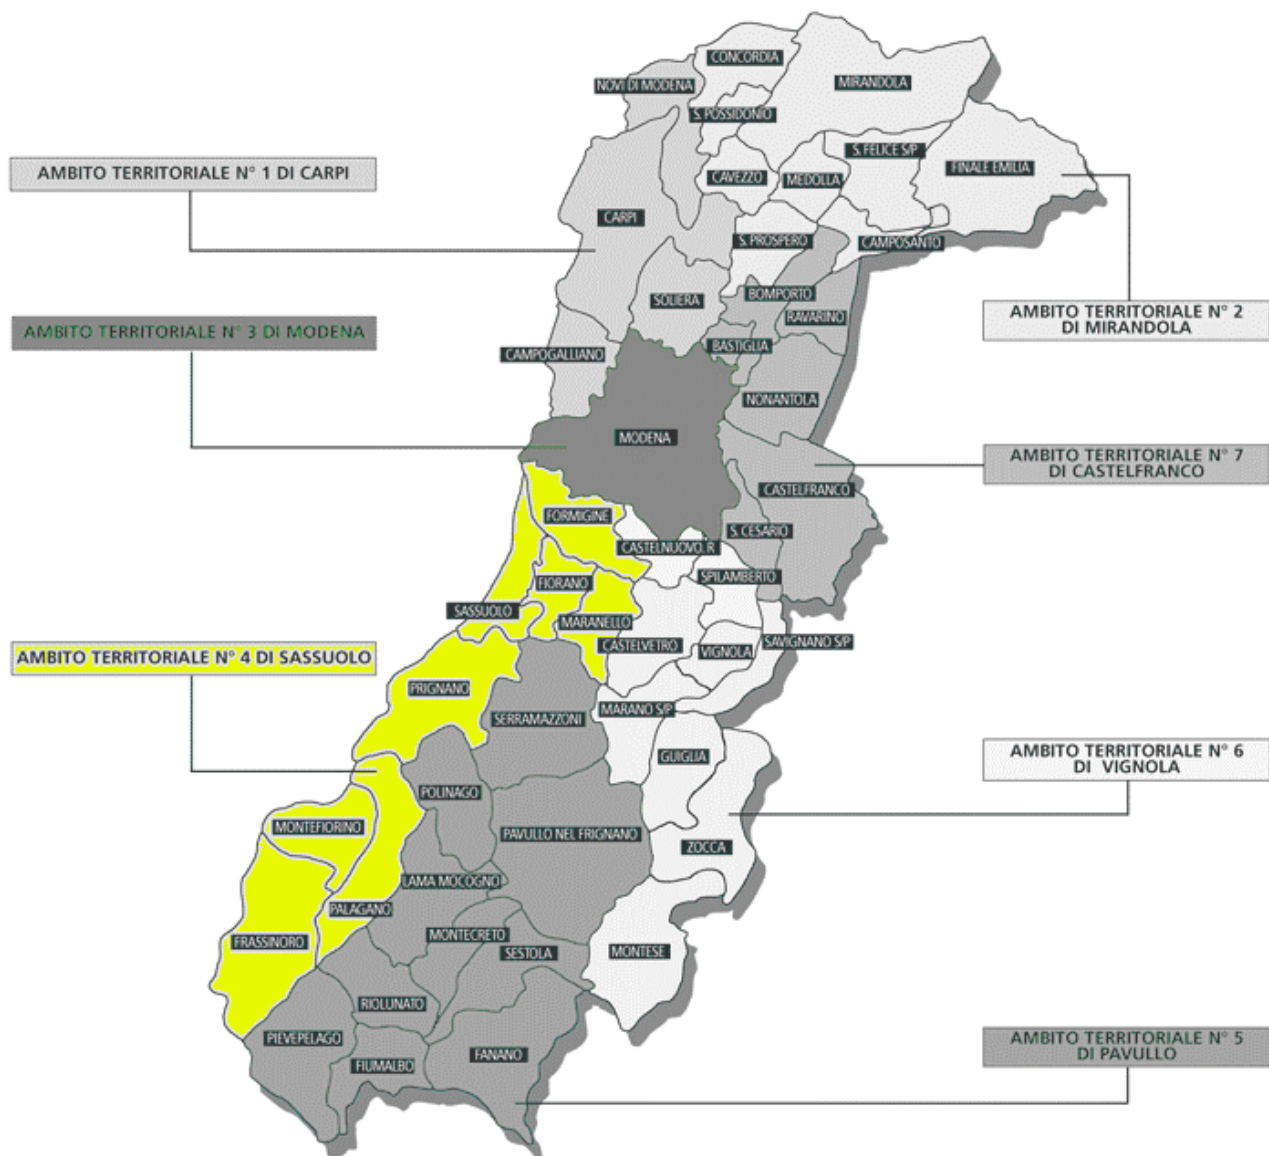 CONCORDIA
MIRANDOLA
NOVI DI MODENA
S. POSSIDONIO
S. FELICE S/P
FINALE EMILIA
AMBITO TERRITORIALE N° 1 DI CARPI
CAVEZZO
MEDOLLA
CARPI
S. PROSPERO
CAMPOSANTO
BOMPORTO
SOLIERA
RAVARINO
AMBITO TERRITORIALE N° 2
DI MIRANDOLA
AMBITO TERRITORIALE N° 3 DI MODENA
BASTIGLIA
CAMPOGALLIANO
NONANTOLA
MODENA
AMBITO TERRITORIALE N° 7
DI CASTELFRANCO
CASTELFRANCO
FORMIGINE
S. CESARIO
CASTELNUOVO. R
SPILAMBERTO
FIORANO
SASSUOLO
MARANELLO
CASTELVETRO
VIGNOLA
SAVIGNANO S/P
AMBITO TERRITORIALE N° 4 DI SASSUOLO
PRIGNANO
SERRAMAZZONI
MARANO S/P
GUIGLIA
AMBITO TERRITORIALE N° 6
DI VIGNOLA
POLINAGO
MONTEFIORINO
PAVULLO NEL FRIGNANO
ZOCCA
LAMA MOCOGNO
PALAGANO
FRASSINORO
MONTECRETO
SESTOLA
MONTESE
RIOLUNATO
PIEVEPELAGO
FIUMALBO
FANANO
AMBITO TERRITORIALE N° 5
DI PAVULLO